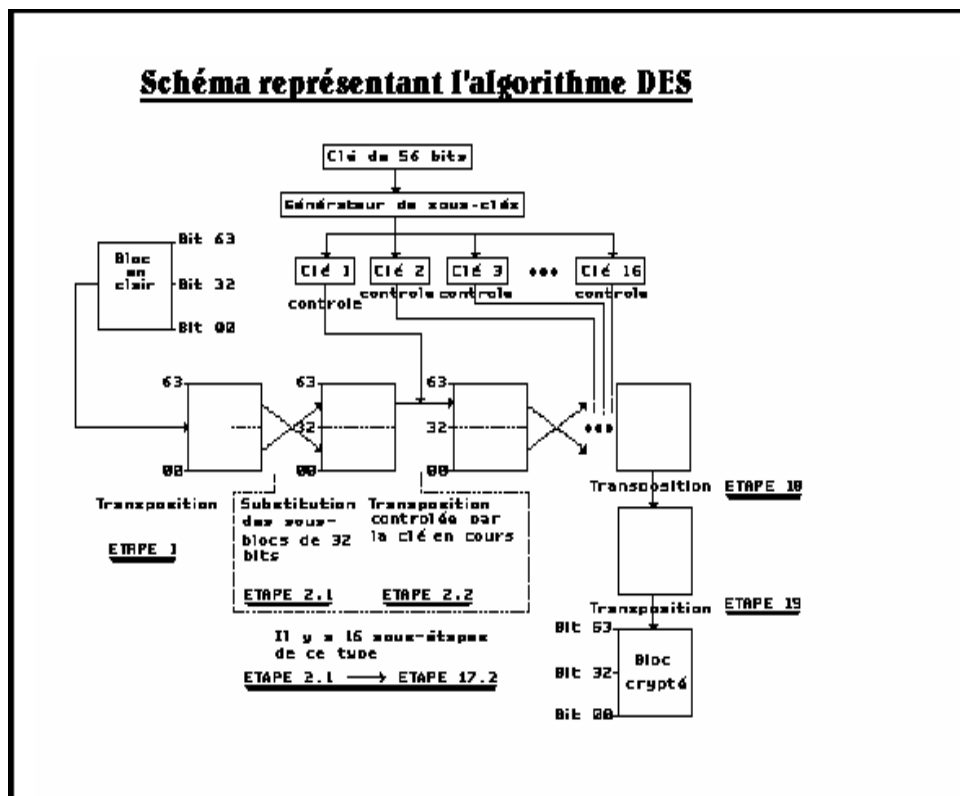 Schéma représentant l'algorithme DES
Clé de 56 bits
Générateur de sous-clés
Bit 63
Bloc
en
clair
Bit 32
Bit 00
Clé 1
Clé 2
Clé 3
•••
Clé 16
controle
controle
controle
controle
63
63
63
32
32
•••
00
00
00
Transposition
ETAPE 1
Substitution
des sous-
blocs de 32
bits
ETAPE 2.1
Transposition
controlée par
la clé en cours
ETAPE 2.2
Il y a 16 sous-étapes
de ce type
ETAPE 2.1 → ETAPE 17.2
Transposition ETAPE 18
Transposition ETAPE 19
Bit 63
Bit 32
Bit 00
Bloc
crypté